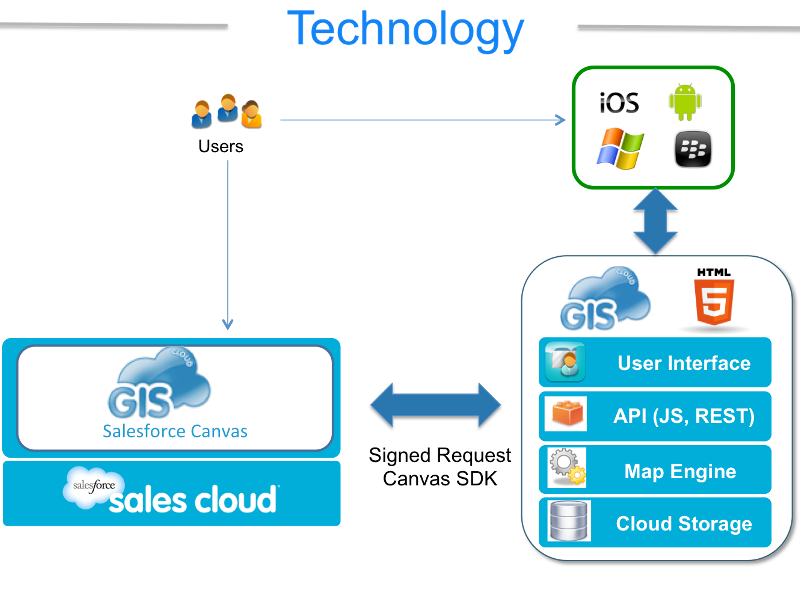 Technology
iOS
Users
CLOUD
GIS
HTML
5
User Interface
API (JS, REST)
Map Engine
Cloud Storage
CLOUD
GIS
Salesforce Canvas
Signed Request
Canvas SDK
salesforce
sales cloud